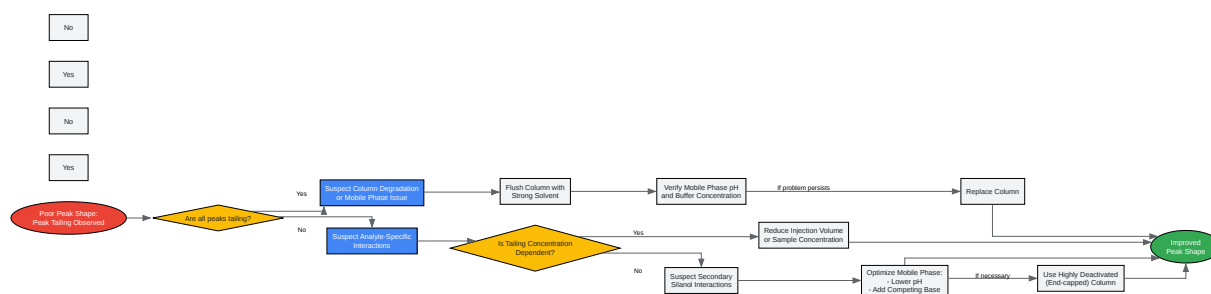 No
Yes
No
Yes
Poor Peak Shape:
Peak Tailing Observed
Are all peaks tailing?
Yes
No
Suspect Column Degradation
or Mobile Phase Issue
Flush Column with
Strong Solvent
Verify Mobile Phase pH
and Buffer Concentration
If problem persists
Replace Column
Suspect Analyte-Specific
Interactions
Is Tailing Concentration
Dependent?
Yes
No
Reduce Injection Volume
or Sample Concentration
Suspect Secondary
Silanol Interactions
Optimize Mobile Phase:
- Lower pH
- Add Competing Base
If necessary
Use Highly Deactivated
(End-capped) Column
Improved
Peak Shape